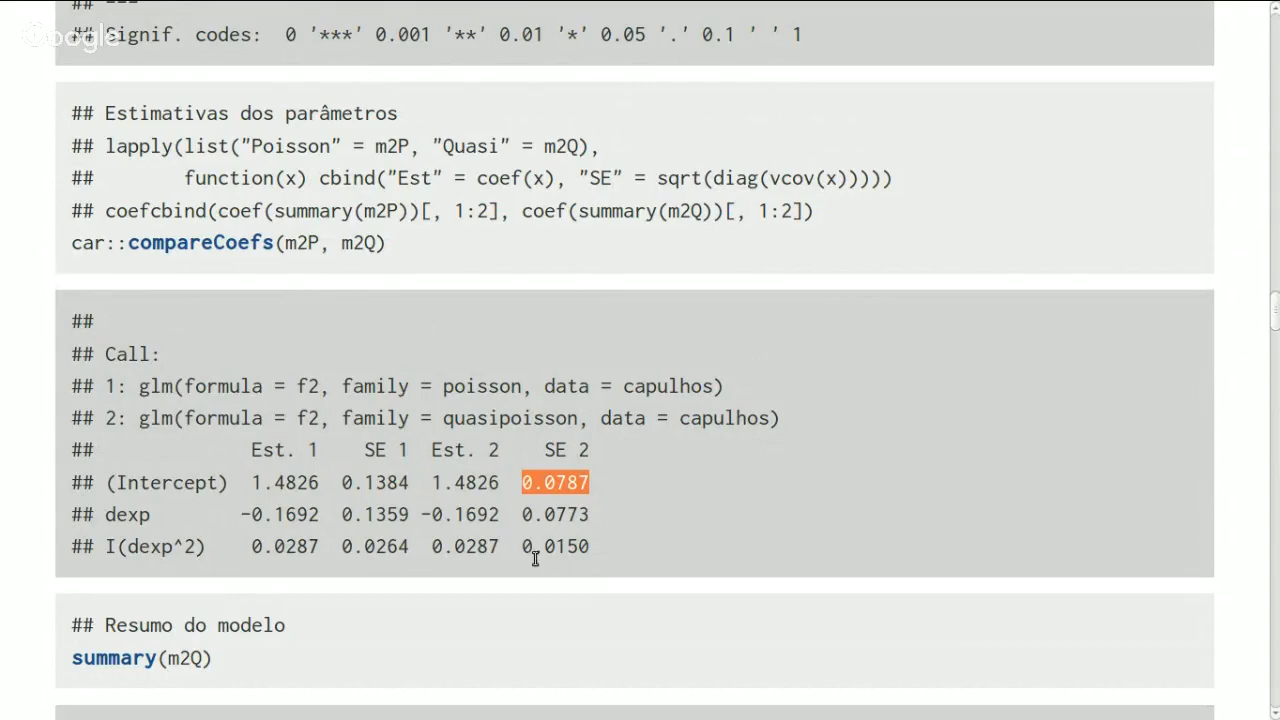 ## ---
Google
## Signif. codes:  0 '***' 0.001 '**' 0.01 '*' 0.05 '.' 0.1 ' ' 1
## Estimativas dos parâmetros
## lapply(list("Poisson" = m2P, "Quasi" = m2Q),
##        function(x) cbind("Est" = coef(x), "SE" = sqrt(diag(vcov(x)))))
## coefcbind(coef(summary(m2P))[, 1:2], coef(summary(m2Q))[, 1:2])
car::compareCoefs(m2P, m2Q)
##
## Call:
## 1: glm(formula = f2, family = poisson, data = capulhos)
## 2: glm(formula = f2, family = quasipoisson, data = capulhos)
##              Est. 1    SE 1  Est. 2    SE 2
## (Intercept)  1.4826  0.1384  1.4826  0.0787
## dexp        -0.1692  0.1359 -0.1692  0.0773
## I(dexp^2)    0.0287  0.0264  0.0287  0.0150
## Resumo do modelo
summary(m2Q)